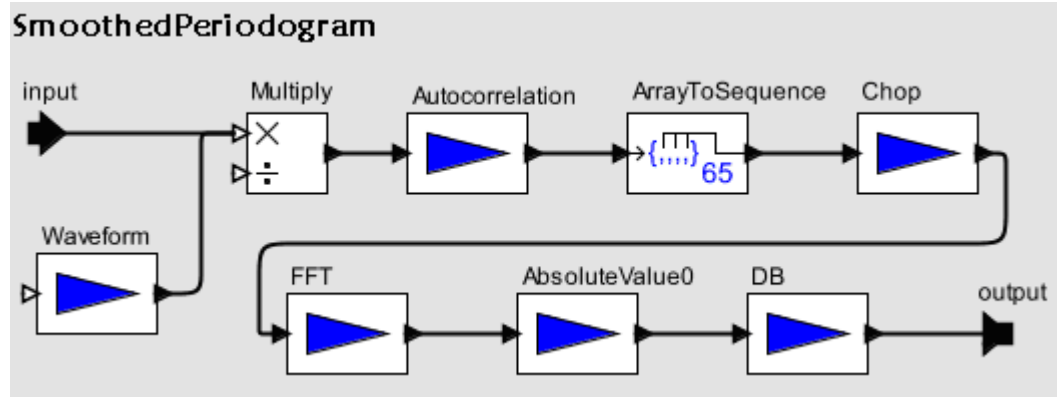 SmoothedPeriodogram
input
Multiply
Autocorrelation
ArrayToSequence
Chop
×
÷
{,,,,}
65
Waveform
FFT
AbsoluteValue0
DB
output